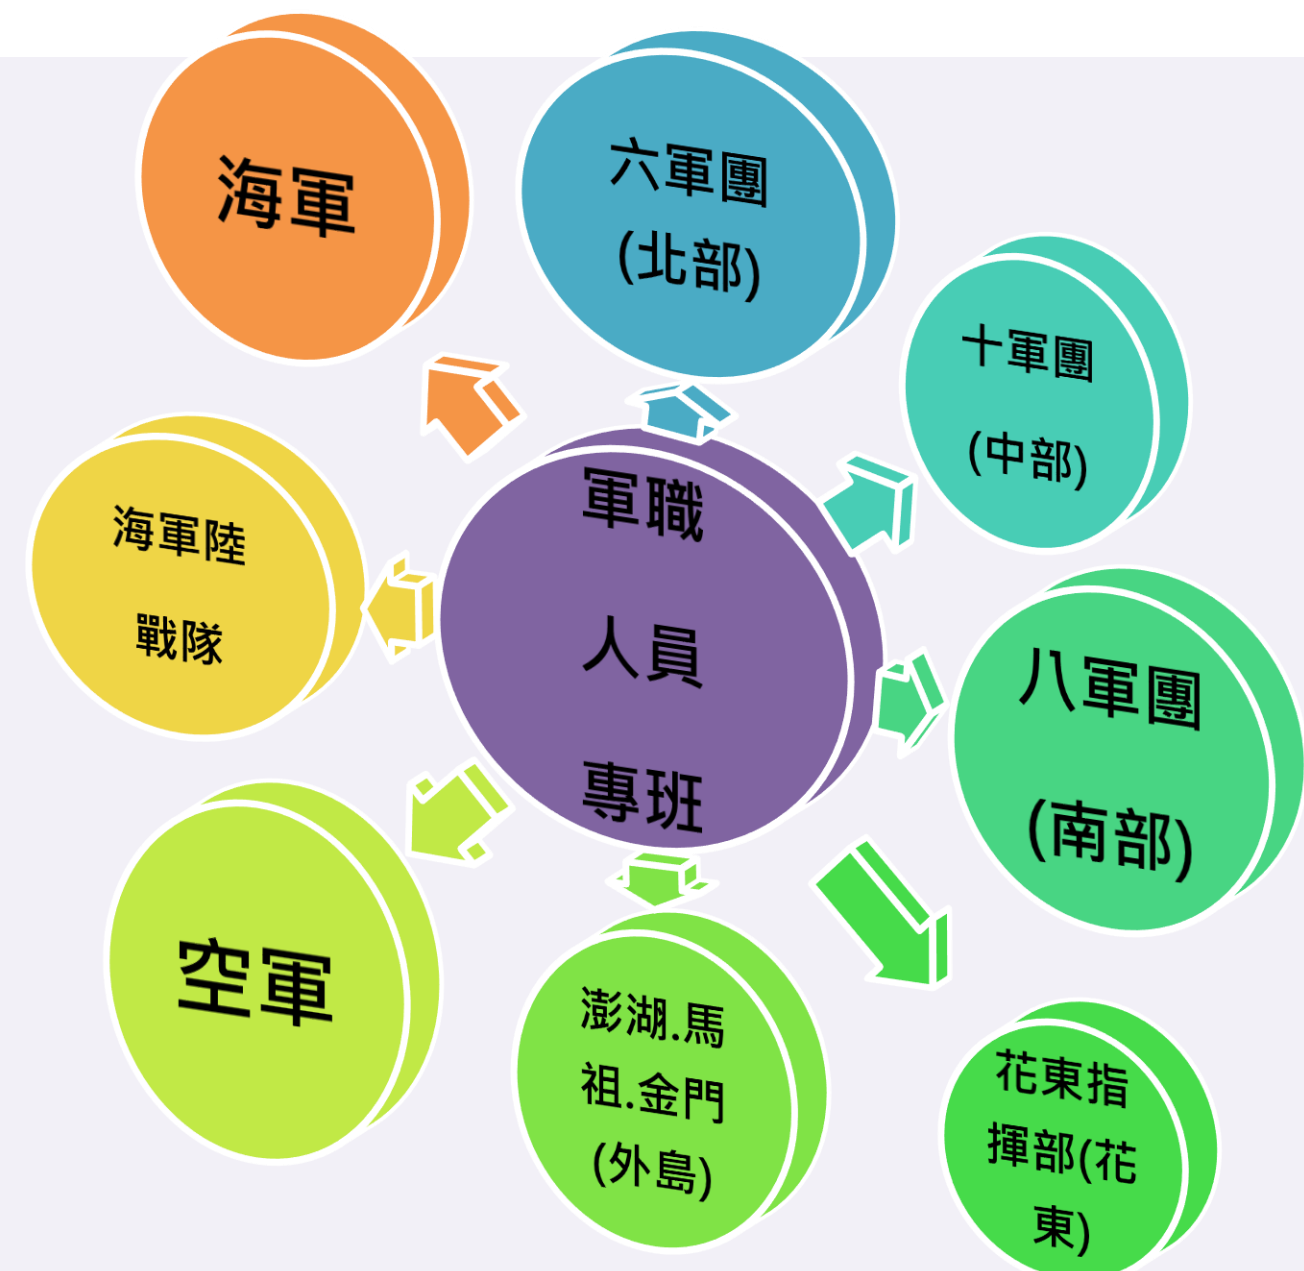 海軍
六軍團
(北部)
十軍團
(中部)
軍職
人員
專班
海軍陸
戰隊
八軍團
(南部)
空軍
澎湖.馬
祖.金門
(外島)
花東指
揮部(花
東)